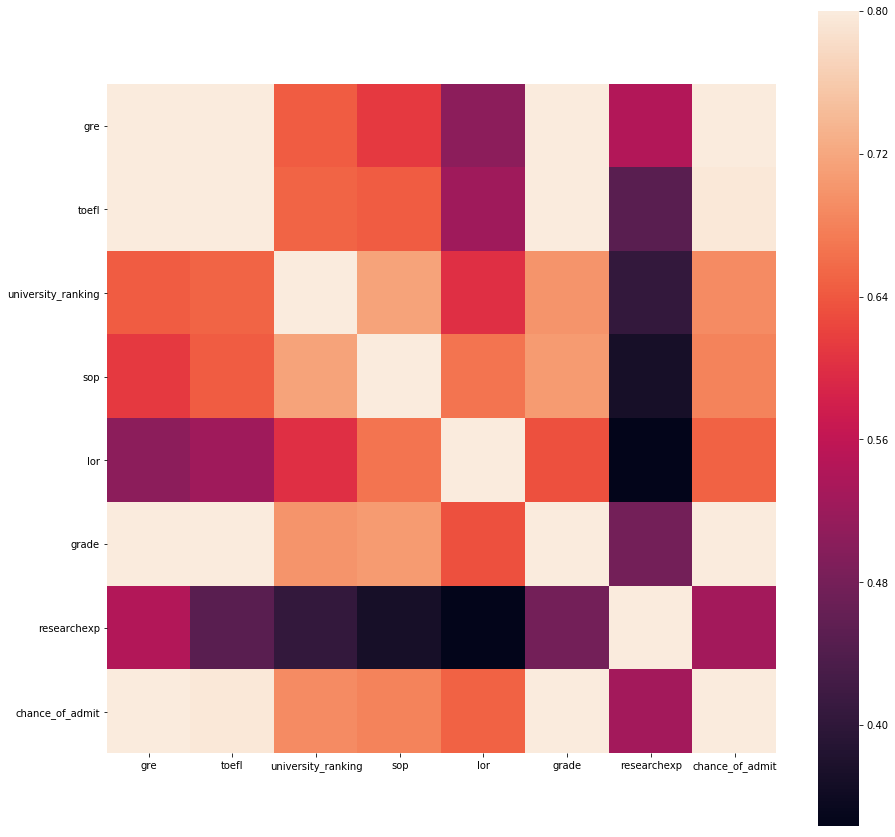 gre
toefl
university_ranking
sop
lor
grade
researchexp
chance_of_admit
gre toefl university_ranking sop lor grade researchexp chance_of_admit
0.80
0.72
0.64
0.56
0.48
0.40